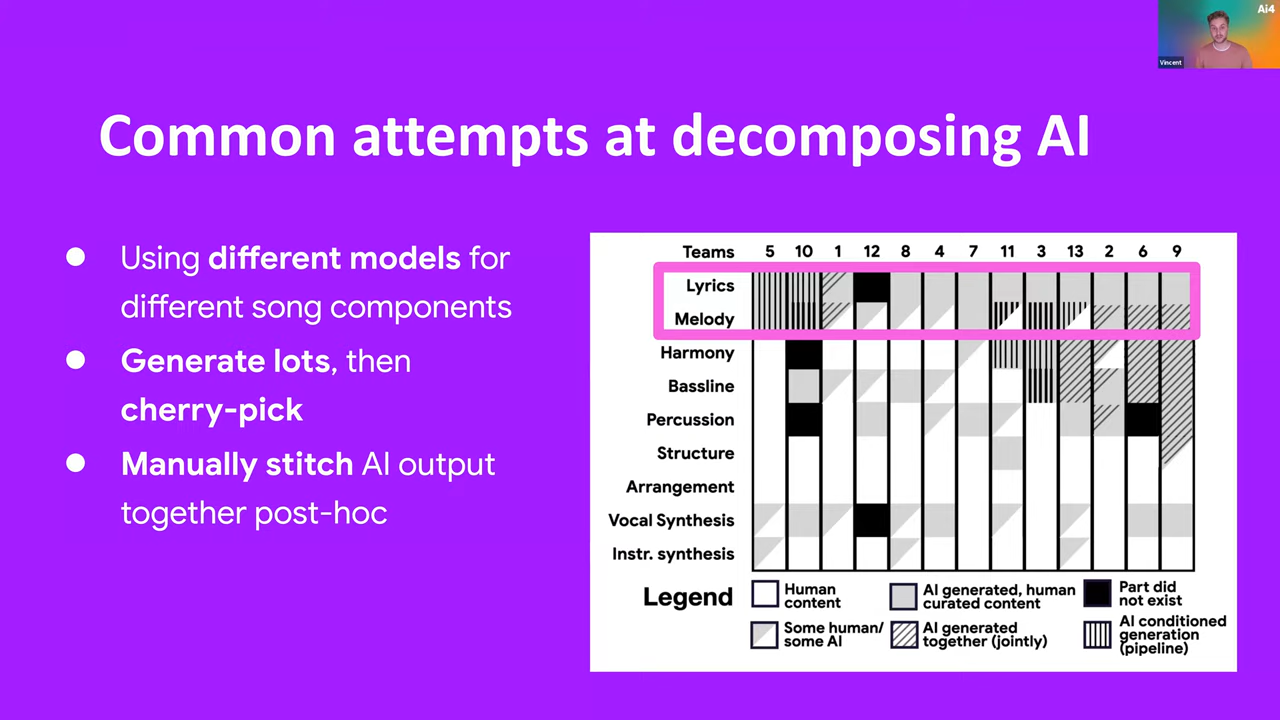 Ai4
Vincent
Common attempts at decomposing AI
● Using different models for
different song components
● Generate lots, then
cherry-pick
● Manually stitch AI output
together post-hoc
Teams 5 10 1 12 8 4 7 11 3 13 2 6 9
Lyrics
Melody
Harmony
Bassline
Percussion
Structure
Arrangement
Vocal Synthesis
Instr. synthesis
Legend
Human
content
AI generated, human
curated content
Part did
not exist
Some human/
some AI
AI generated
together (jointly)
AI conditioned
generation
(pipeline)